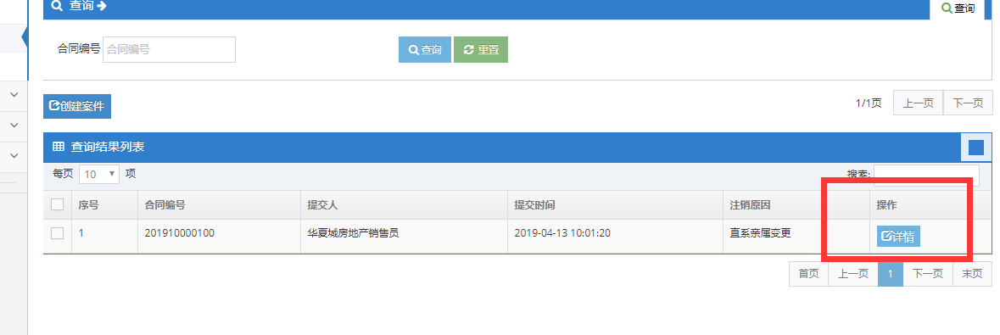 查询
查询
合同编号 合同编号 查询 重置
创建案件 1/1页 上一页 下一页
查询结果列表
每页 10 项 搜索:
序号 合同编号 提交人 提交时间 注销原因 操作
1 201910000100 华夏城房地产销售员 2019-04-13 10:01:20 直系亲属变更 详情
首页 上一页 1 下一页 末页